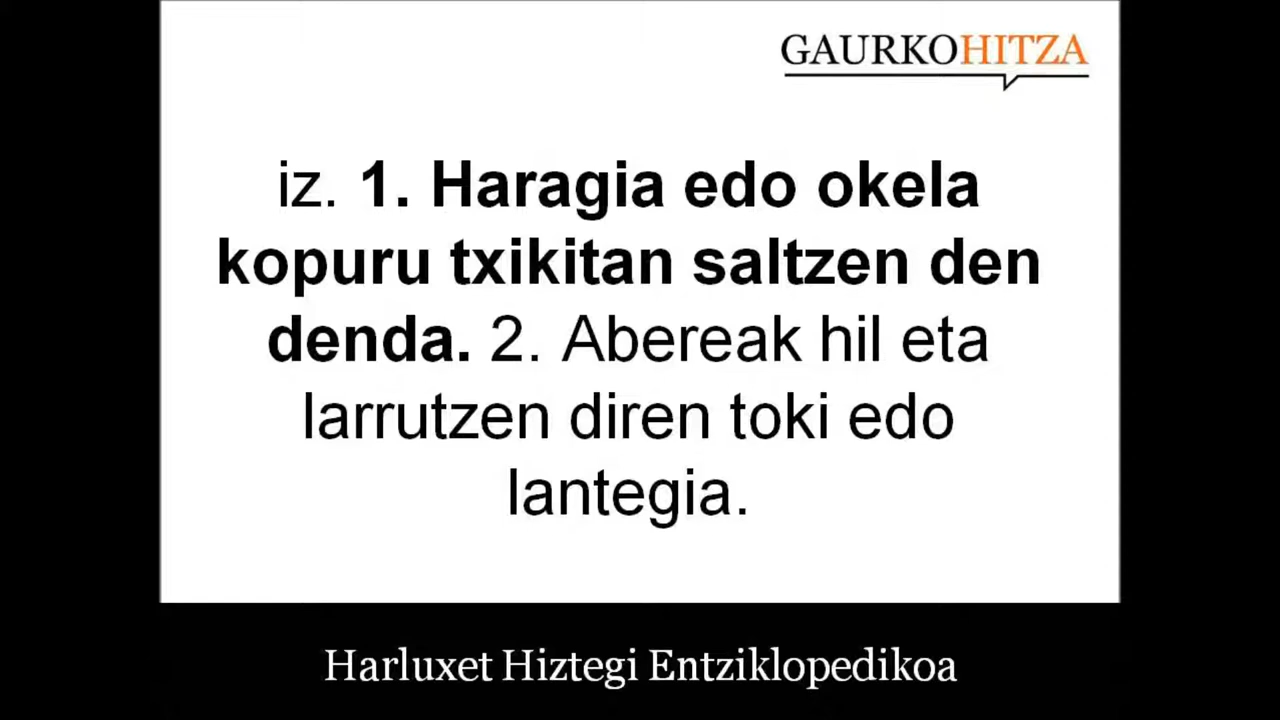 GAURKOHITZA
iz. 1. Haragia edo okela
kopuru txikitan saltzen den
denda. 2. Abereak hil eta
larrutzen diren toki edo
lantegia.
Harluxet Hiztegi Entziklopedikoa